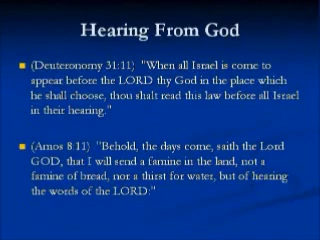 Hearing From God
(Deuteronomy 31:11) "When all Israel is come to
appear before the LORD thy God in the place which
he shall choose, thou shalt read this law before all Israel
in their hearing."
(Amos 8:11) "Behold, the days come, saith the Lord
GOD, that I will send a famine in the land, not a
famine of bread, nor a thirst for water, but of hearing
the words of the LORD:"